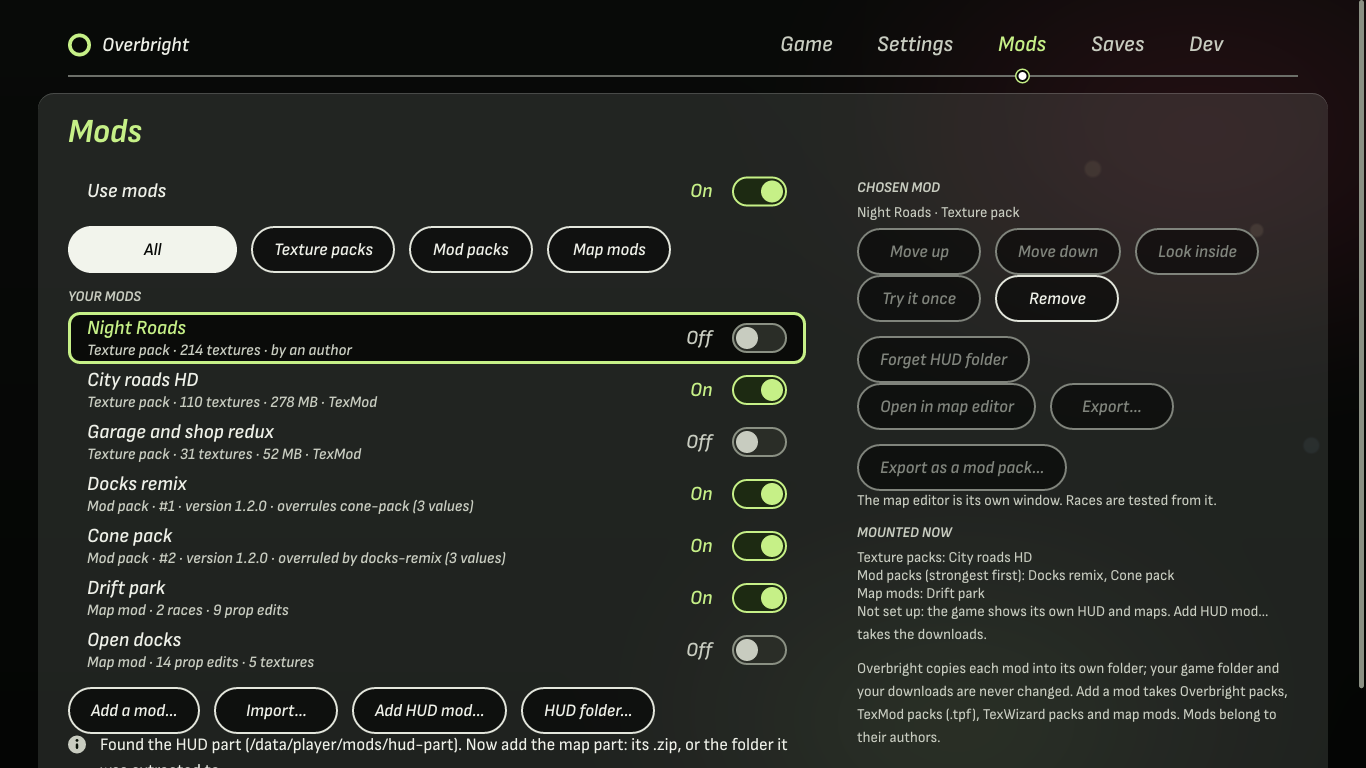 Overbright
Game Settings Mods Saves Dev
Mods
Use mods On
All Texture packs Mod packs Map mods
YOUR MODS
Night Roads Off
Texture pack · 214 textures · by an author
City roads HD On
Texture pack · 110 textures · 278 MB · TexMod
Garage and shop redux Off
Texture pack · 31 textures · 52 MB · TexMod
Docks remix On
Mod pack · #1 · version 1.2.0 · overrules cone-pack (3 values)
Cone pack On
Mod pack · #2 · version 1.2.0 · overruled by docks-remix (3 values)
Drift park On
Map mod · 2 races · 9 prop edits
Open docks Off
Map mod · 14 prop edits · 5 textures
Add a mod... Import... Add HUD mod... HUD folder...
Found the HUD part (/data/player/mods/hud-part). Now add the map part: its .zip, or the folder it
was extracted to.
CHOSEN MOD
Night Roads · Texture pack
Move up Move down Look inside
Try it once Remove
Forget HUD folder
Open in map editor Export...
Export as a mod pack...
The map editor is its own window. Races are tested from it.
MOUNTED NOW
Texture packs: City roads HD
Mod packs (strongest first): Docks remix, Cone pack
Map mods: Drift park
Not set up: the game shows its own HUD and maps. Add HUD mod...
takes the downloads.
Overbright copies each mod into its own folder; your game folder and
your downloads are never changed. Add a mod takes Overbright packs,
TexMod packs (.tpf), TexWizard packs and map mods. Mods belong to
their authors.